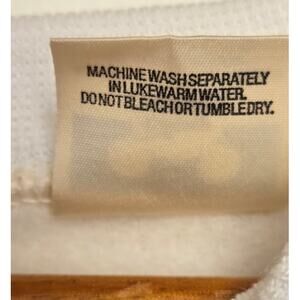 MACHINE WASH SEPARATELY
IN LUKEWARM WATER.
DO NOT BLEACH OR TUMBLE DRY.